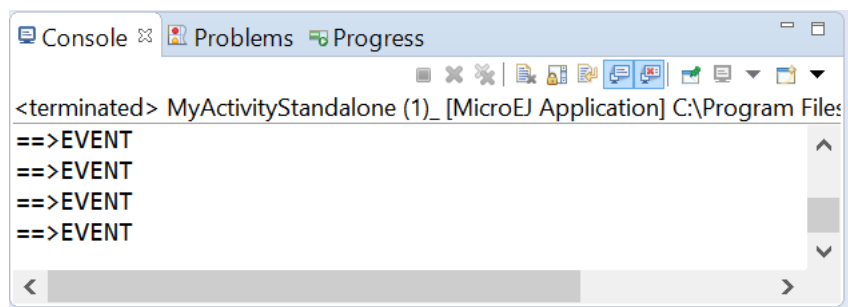 Console Problems Progress
<terminated> MyActivityStandalone (1)_ [MicroEJ Application] C:\Program Files
==>EVENT
==>EVENT
==>EVENT
==>EVENT